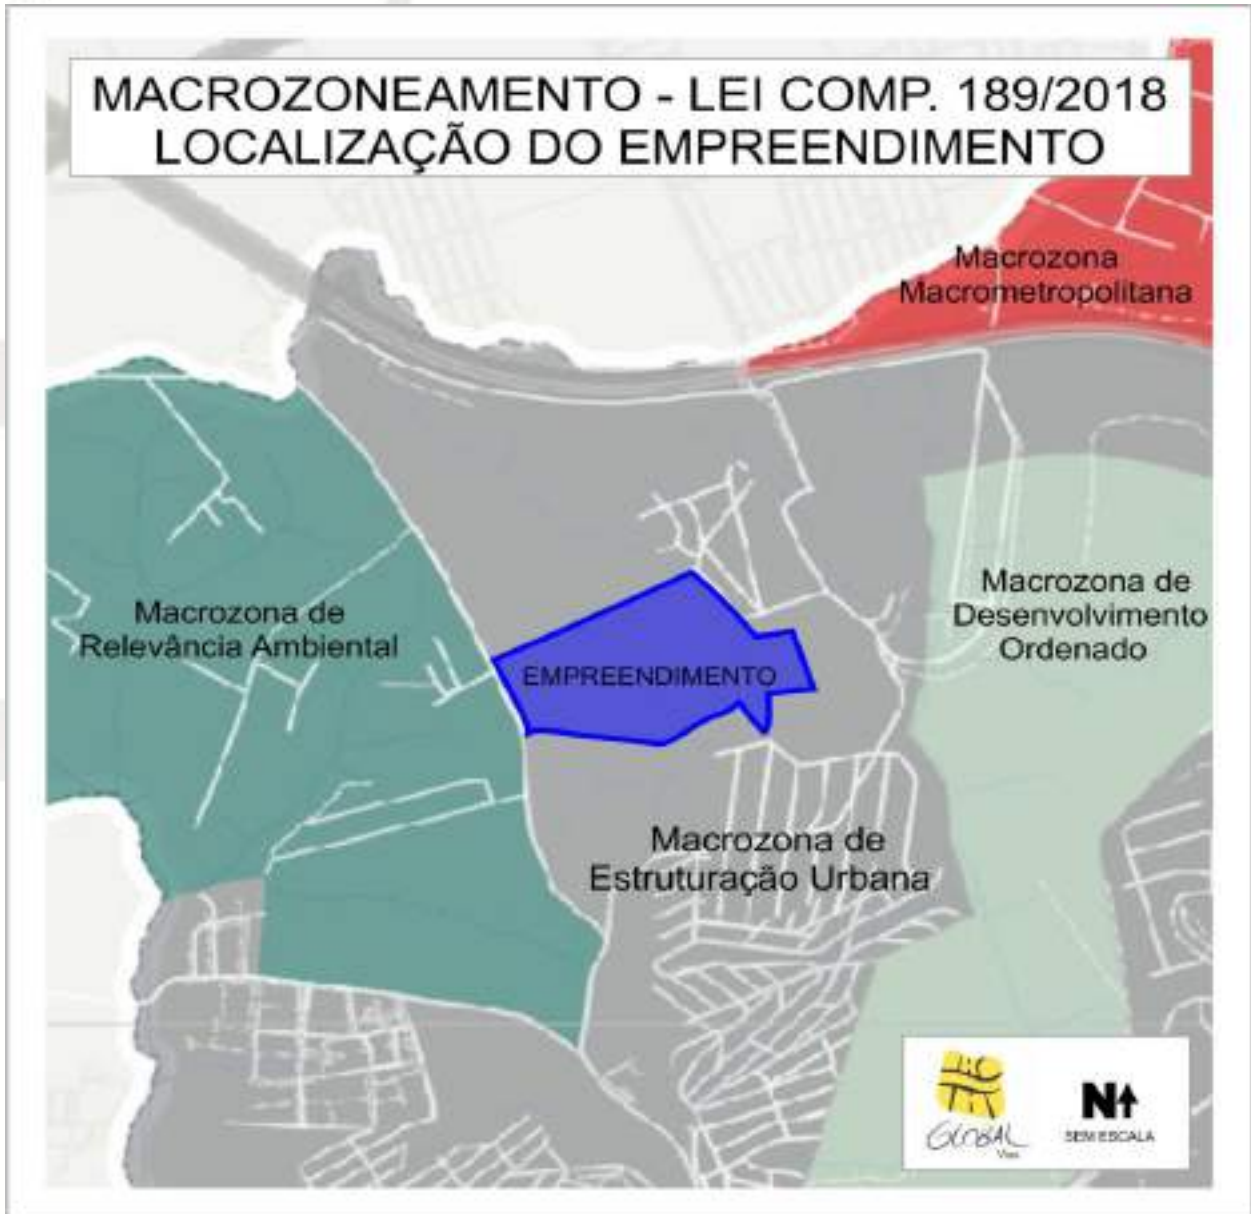 MACROZONEAMENTO - LEI COMP. 189/2018
LOCALIZAÇÃO DO EMPREENDIMENTO
Macrozona
Macrometropolitana
Macrozona de
Relevância Ambiental
EMPREENDIMENTO
Macrozona de
Desenvolvimento
Ordenado
Macrozona de
Estruturação Urbana
GLOBAL
N
SEM ESCALA